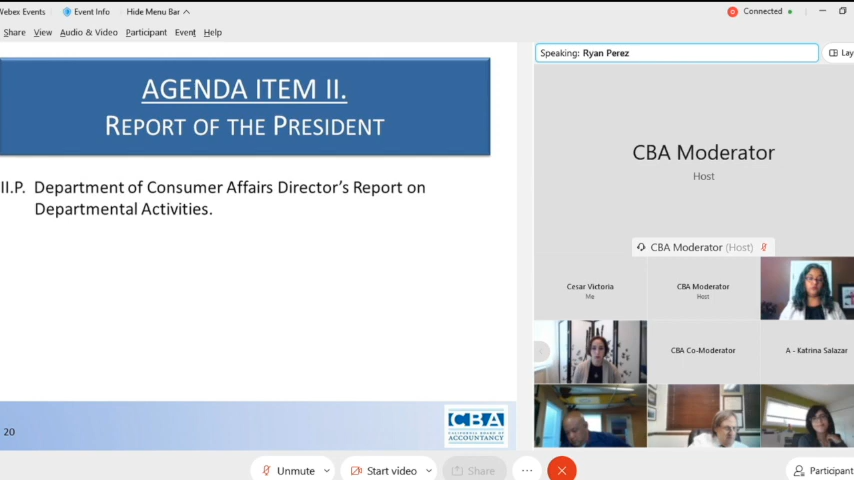 Webex Events
Event Info
Hide Menu Bar
Connected
Share View Audio & Video Participant Event Help
Speaking: Ryan Perez
Lay
AGENDA ITEM II.
REPORT OF THE PRESIDENT
II.P. Department of Consumer Affairs Director's Report on
Departmental Activities.
CBA Moderator
Host
CBA Moderator (Host)
Cesar Victoria
Me
CBA Moderator
Host
CBA Co-Moderator
A - Katrina Salazar
20
CBA
CALIFORNIA BOARD OF
ACCOUNTANCY
Unmute
Start video
Share
Participant